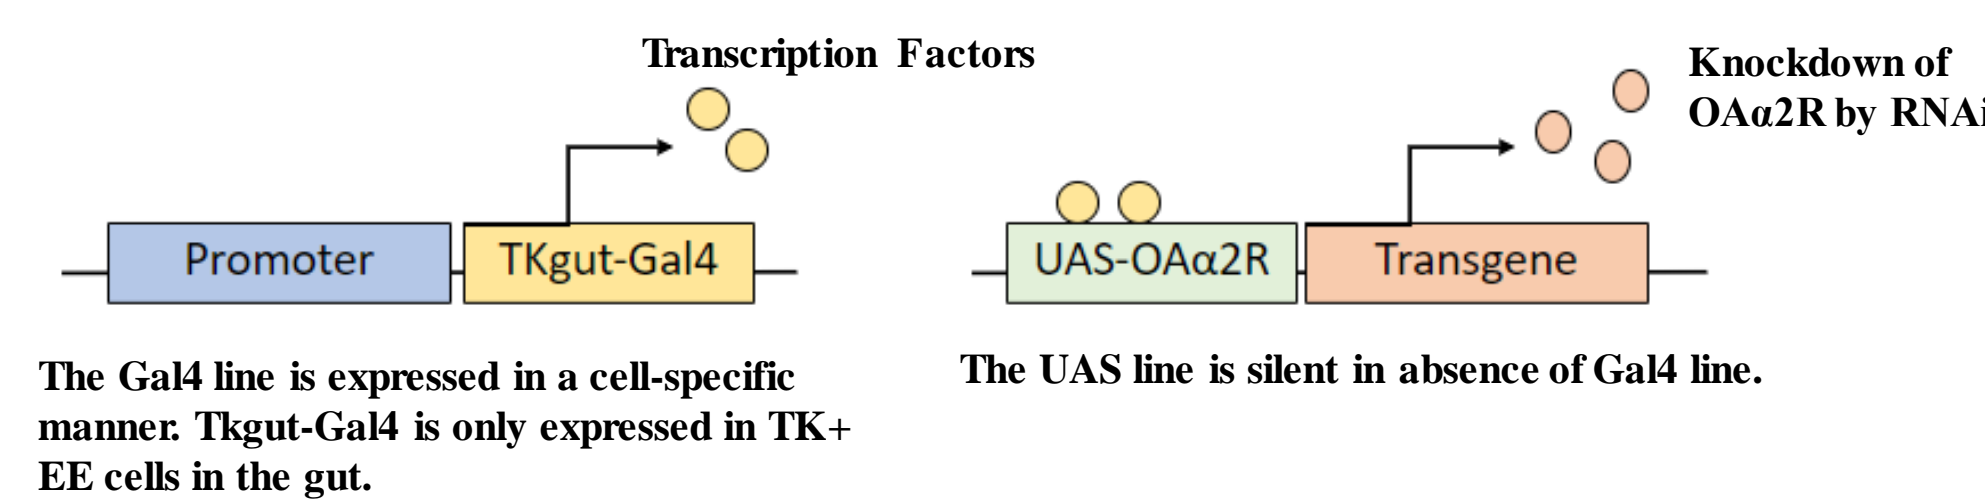 Transcription Factors
Knockdown of
OAα2R by RNAi
Promoter
TKgut-Gal4
UAS-OAα2R
Transgene
The Gal4 line is expressed in a cell-specific
manner. Tkgut-Gal4 is only expressed in TK+
EE cells in the gut.
The UAS line is silent in absence of Gal4 line.